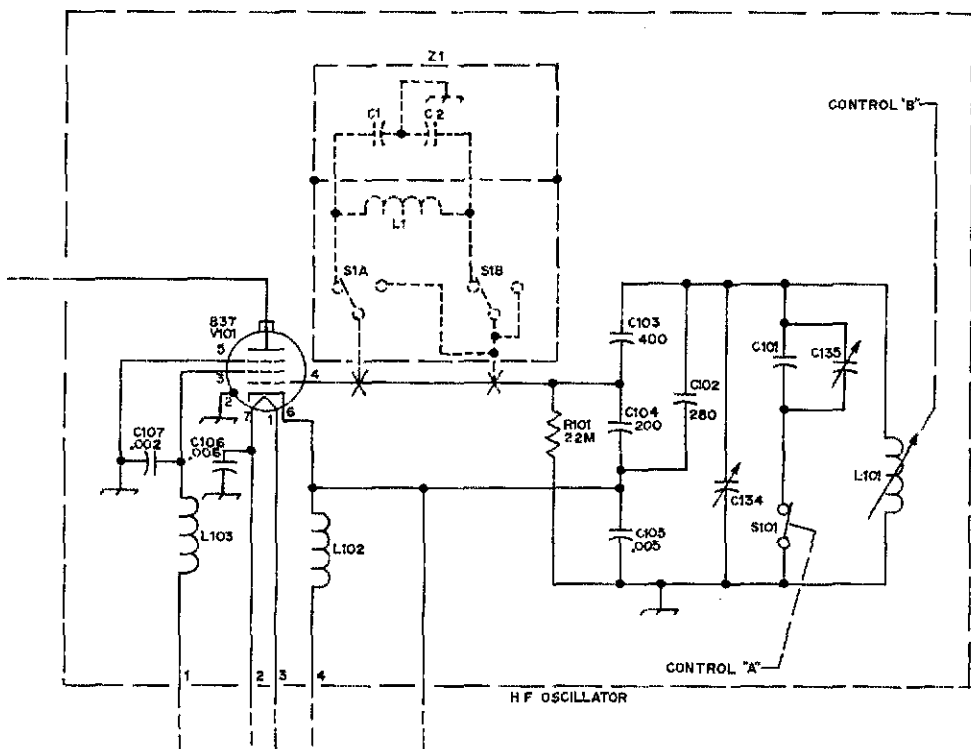 Z1
C1
C2
CONTROL "B"
L1
S1A
S1B
837
V101
5
3
2
7
1
6
4
C103
400
C101
C135
C102
280
C104
200
R101
22M
C107
.002
C106
.006
C134
L101
S101
C105
.005
L103
L102
CONTROL "A"
1
2
3
4
H F OSCILLATOR